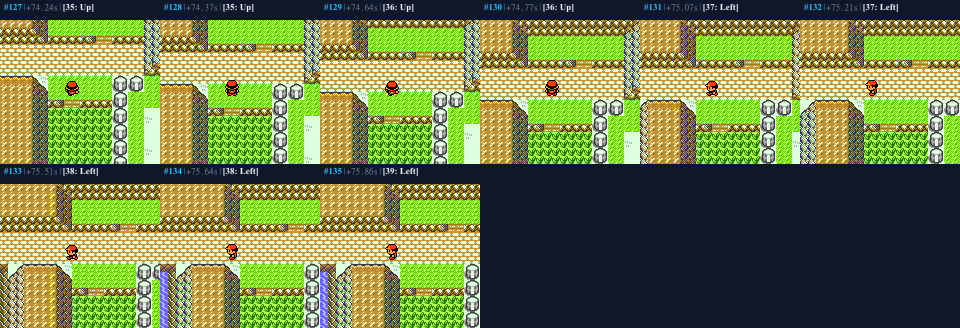 #127|+74.24s|[35: Up]
#128|+74.37s|[35: Up]
#129|+74.64s|[36: Up]
#130|+74.77s|[36: Up]
#131|+75.07s|[37: Left]
#132|+75.21s|[37: Left]
#133|+75.51s|[38: Left]
#134|+75.64s|[38: Left]
#135|+75.86s|[39: Left]